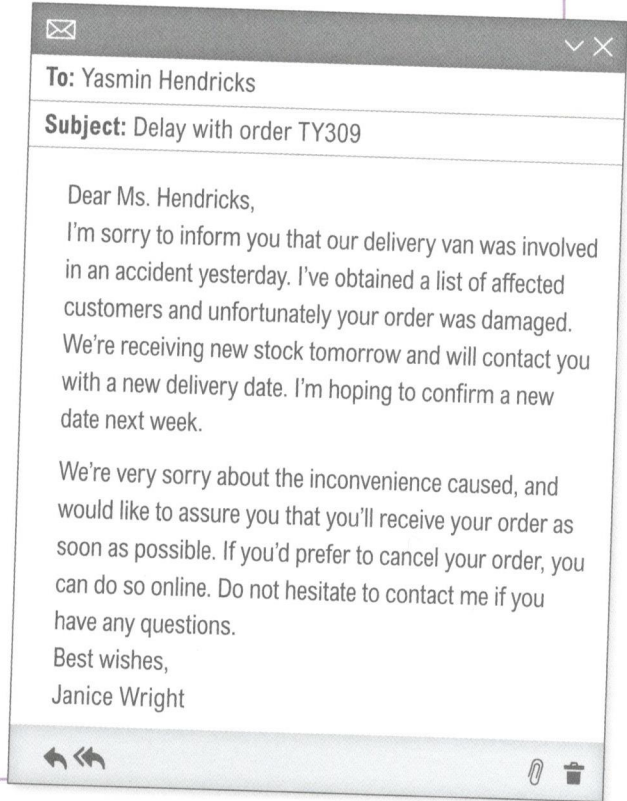 To: Yasmin Hendricks
Subject: Delay with order TY309
Dear Ms. Hendricks,
I'm sorry to inform you that our delivery van was involved
in an accident yesterday. I've obtained a list of affected
customers and unfortunately your order was damaged.
We're receiving new stock tomorrow and will contact you
with a new delivery date. I'm hoping to confirm a new
date next week.
We're very sorry about the inconvenience caused, and
would like to assure you that you'll receive your order as
soon as possible. If you'd prefer to cancel your order, you
can do so online. Do not hesitate to contact me if you
have any questions.
Best wishes,
Janice Wright